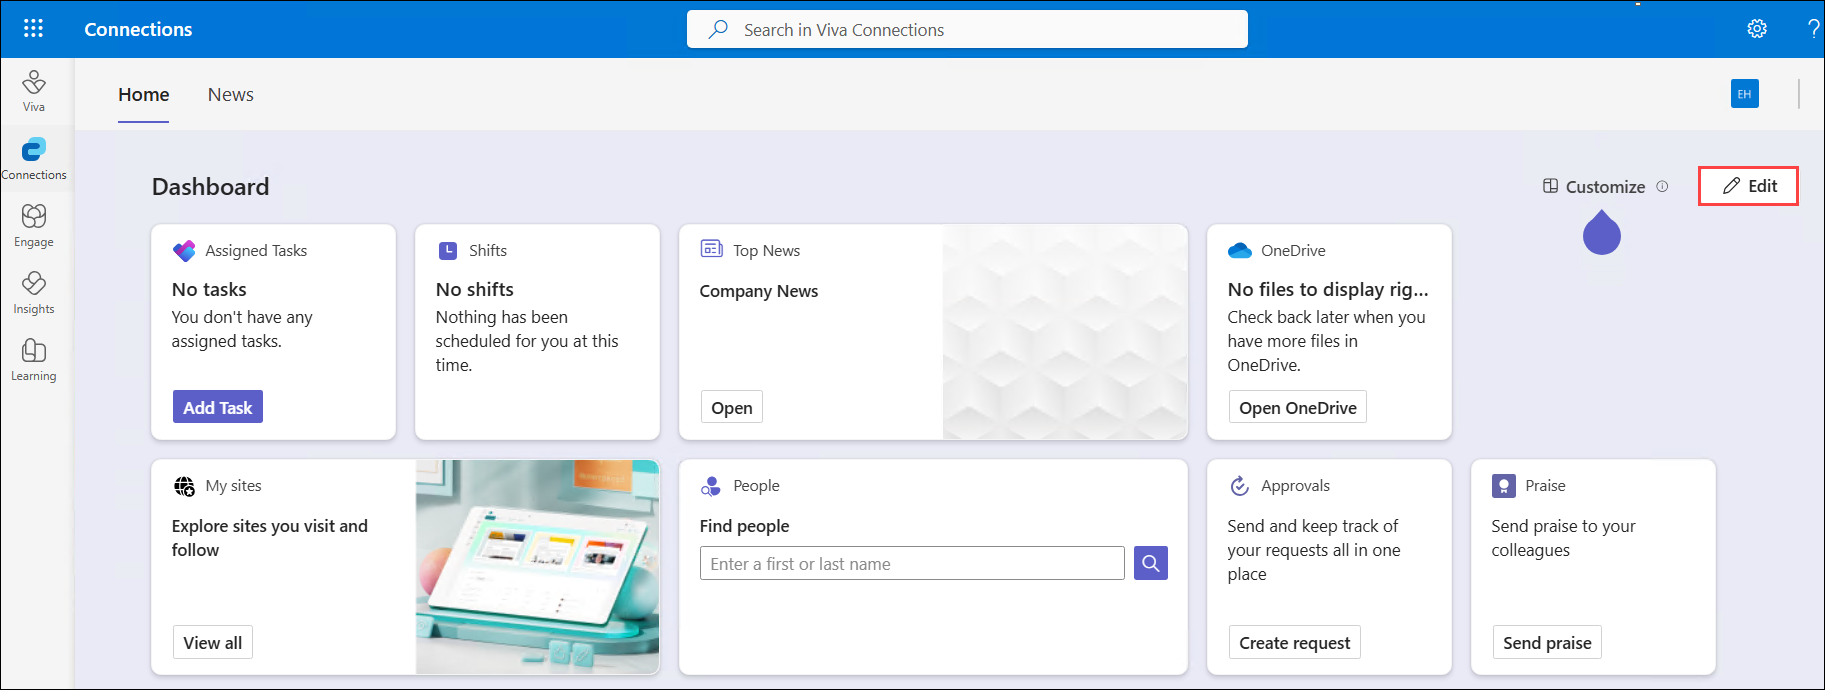 Connections
Search in Viva Connections
?
Viva
Connections
Engage
Insights
Learning
Home
News
EH
Dashboard
Customize
Edit
Assigned Tasks
No tasks
You don't have any
assigned tasks.
Add Task
Shifts
No shifts
Nothing has been
scheduled for you at this
time.
Top News
Company News
Open
OneDrive
No files to display rig...
Check back later when you
have more files in
OneDrive.
Open OneDrive
My sites
Explore sites you visit and
follow
View all
People
Find people
Enter a first or last name
Approvals
Send and keep track of
your requests all in one
place
Create request
Praise
Send praise to your
colleagues
Send praise